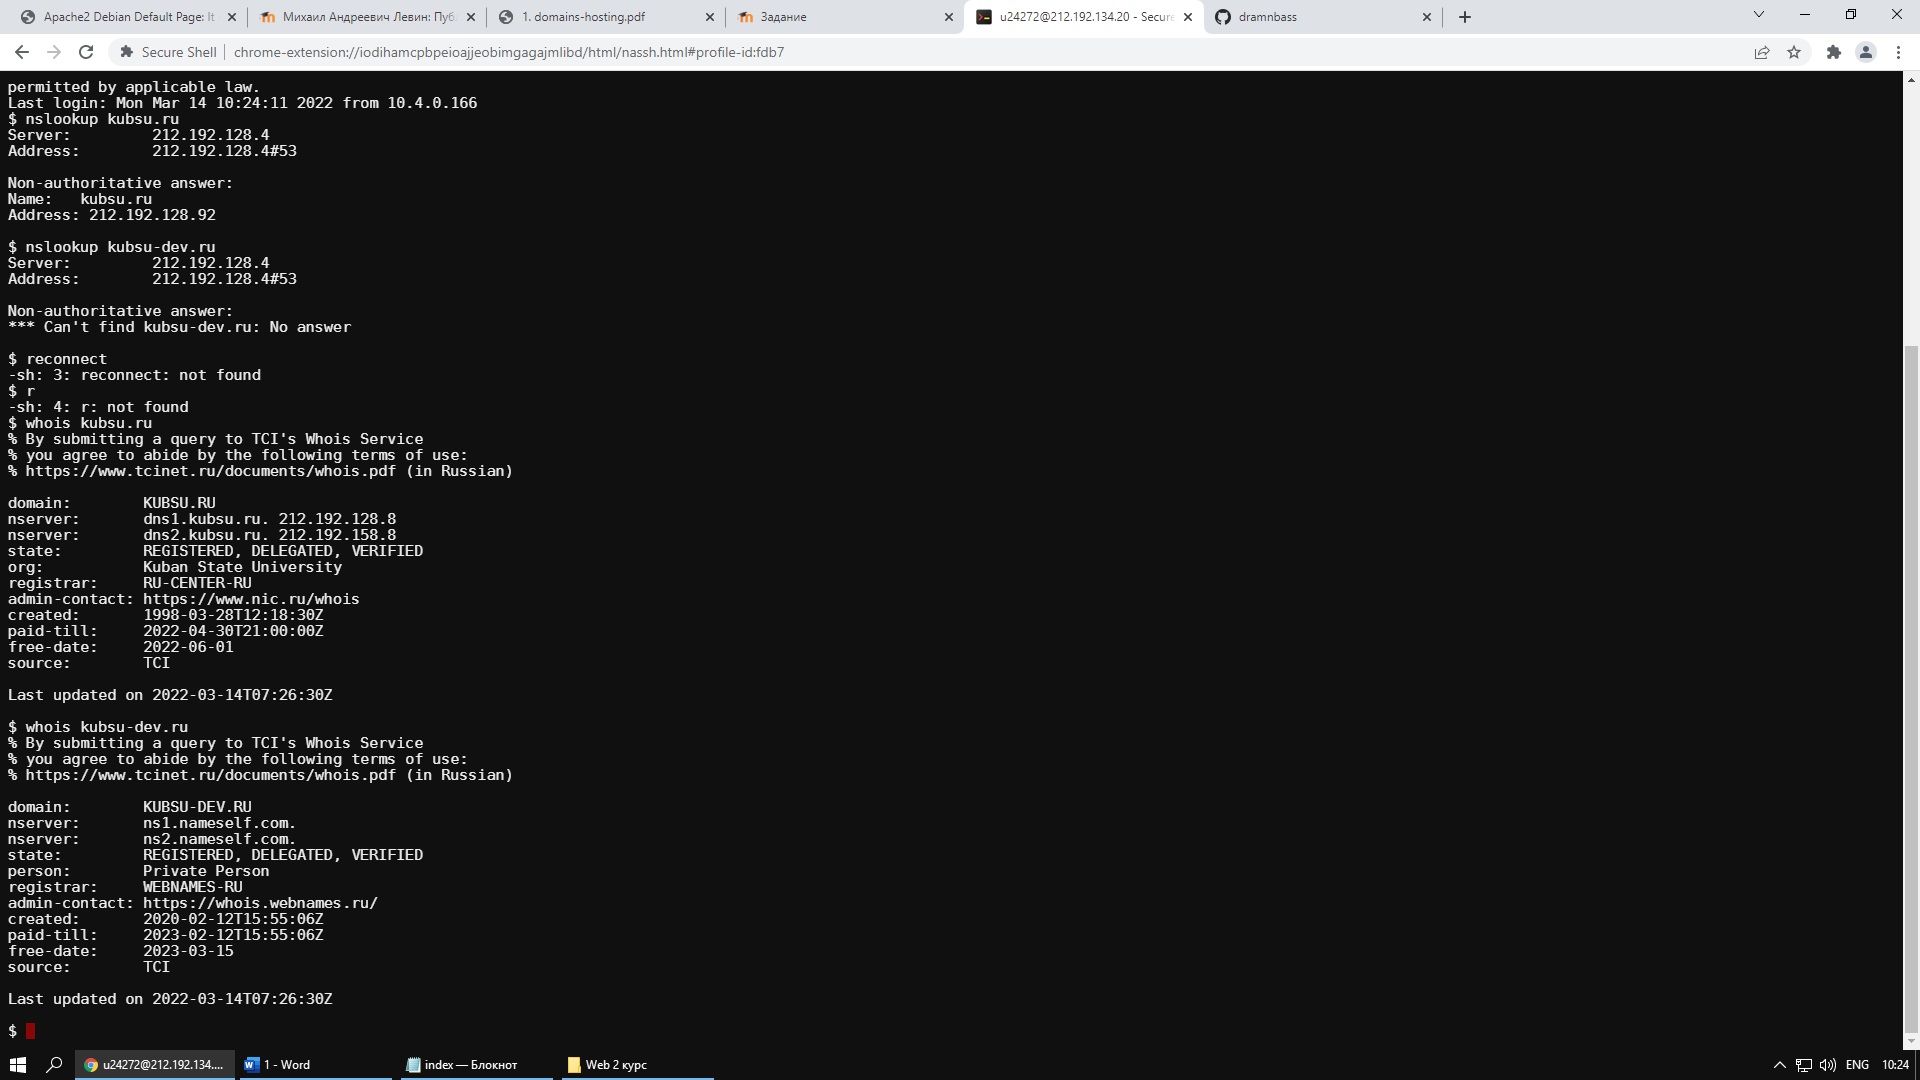 Apache2 Debian Default Page: It
Михаил Андреевич Левин: Пуб
1. domains-hosting.pdf
Задание
u24272@212.192.134.20 - Secure
dramnbass
Secure Shell
chrome-extension://iodihamcpbpeioajjeobimgagajmlibd/html/nassh.html#profile-id:fdb7
permitted by applicable law.
Last login: Mon Mar 14 10:24:11 2022 from 10.4.0.166
$ nslookup kubsu.ru
Server: 212.192.128.4
Address: 212.192.128.4#53
Non-authoritative answer:
Name: kubsu.ru
Address: 212.192.128.92
$ nslookup kubsu-dev.ru
Server: 212.192.128.4
Address: 212.192.128.4#53
Non-authoritative answer:
*** Can't find kubsu-dev.ru: No answer
$ reconnect
-sh: 3: reconnect: not found
$ r
-sh: 4: r: not found
$ whois kubsu.ru
% By submitting a query to TCI's Whois Service
% you agree to abide by the following terms of use:
% https://www.tcinet.ru/documents/whois.pdf (in Russian)
domain: KUBSU.RU
nserver: dns1.kubsu.ru. 212.192.128.8
nserver: dns2.kubsu.ru. 212.192.158.8
state: REGISTERED, DELEGATED, VERIFIED
org: Kuban State University
registrar: RU-CENTER-RU
admin-contact: https://www.nic.ru/whois
created: 1998-03-28T12:18:30Z
paid-till: 2022-04-30T21:00:00Z
free-date: 2022-06-01
source: TCI
Last updated on 2022-03-14T07:26:30Z
$ whois kubsu-dev.ru
% By submitting a query to TCI's Whois Service
% you agree to abide by the following terms of use:
% https://www.tcinet.ru/documents/whois.pdf (in Russian)
domain: KUBSU-DEV.RU
nserver: ns1.nameself.com.
nserver: ns2.nameself.com.
state: REGISTERED, DELEGATED, VERIFIED
person: Private Person
registrar: WEBNAMES-RU
admin-contact: https://whois.webnames.ru/
created: 2020-02-12T15:55:06Z
paid-till: 2023-02-12T15:55:06Z
free-date: 2023-03-15
source: TCI
Last updated on 2022-03-14T07:26:30Z
$
u24272@212.192.134....
1 - Word
index — Блокнот
Web 2 курс
ENG
10:24